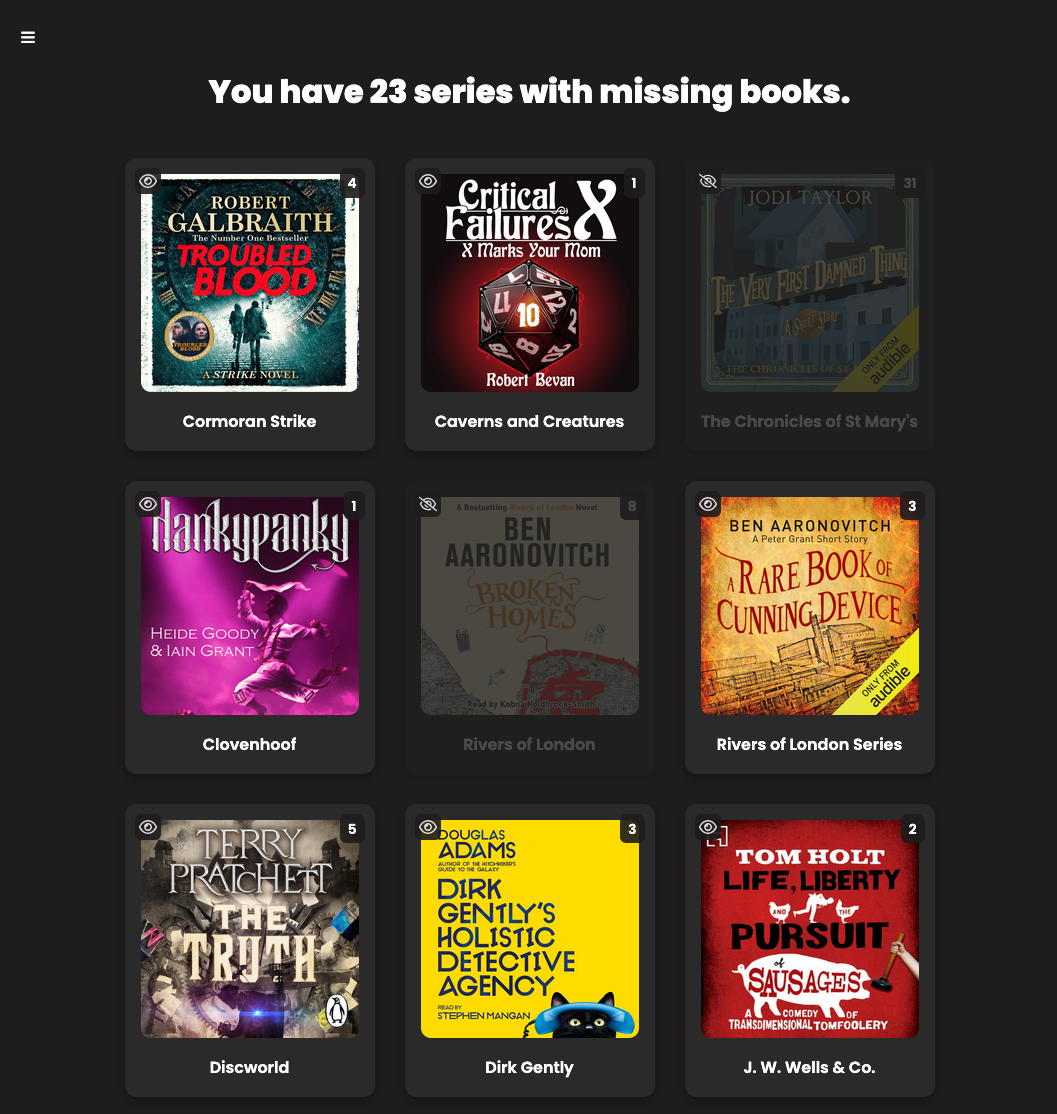 You have 23 series with missing books.
4
ROBERT
GALBRAITH
The Number One Bestseller
TROUBLED
BLOOD
TROUBLED
BLOOD
A STRIKE NOVEL
Cormoran Strike
1
Critical
Failures X
X Marks Your Mom
10
Robert Bevan
Caverns and Creatures
31
JODI TAYLOR
THE VERY FIRST DAMNED THING
A SHORT STORY
ONLY FROM
audible
THE CHRONICLES OF ST
The Chronicles of St Mary's
1
Hankypanky
HEIDE GOODY
& IAIN GRANT
Clovenhoof
8
A Bestselling Rivers of London Novel
BEN
AARONOVITCH
BROKEN
HOMES
Read by Kobna Holdbrook-Smith
Rivers of London
3
BEN AARONOVITCH
A Peter Grant Short Story
A RARE BOOK OF
CUNNING DEVICE
ONLY FROM
audible
Rivers of London Series
5
TERRY
PRATCHETT
THE
TRUTH
Discworld
3
DOUGLAS
ADAMS
AUTHOR OF THE HITCHHIKER'S
GUIDE TO THE GALAXY
DIRK
GENTLY'S
HOLISTIC
DETECTIVE
AGENCY
READ BY
STEPHEN MANGAN
Dirk Gently
2
TOM HOLT
LIFE, LIBERTY
AND THE
PURSUIT
of
SAUSAGES
A COMEDY OF
TRANSDIMENSIONAL TOMFOOLERY
J. W. Wells & Co.